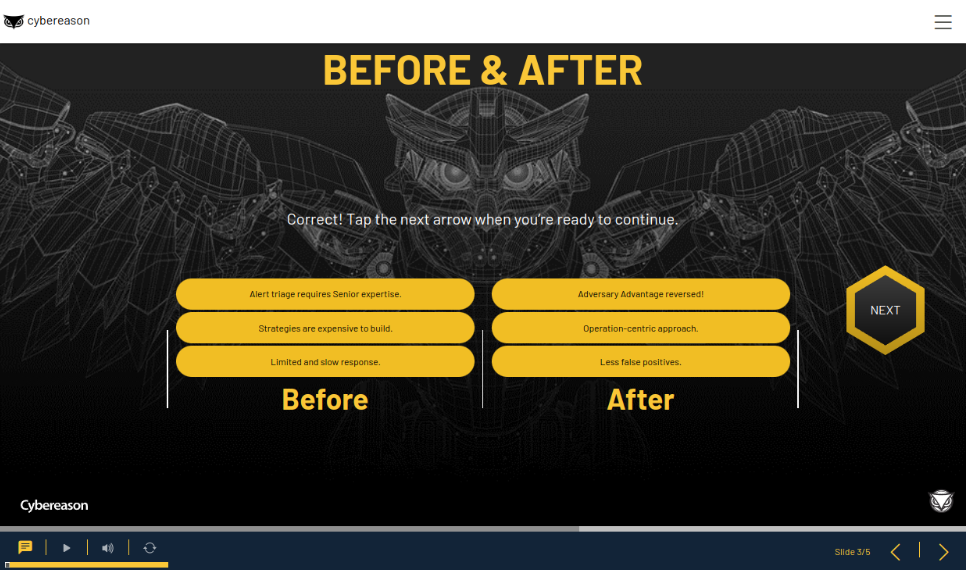 cybereason
BEFORE & AFTER
Correct! Tap the next arrow when you're ready to continue.
Alert triage requires Senior expertise.
Strategies are expensive to build.
Limited and slow response.
Before
Adversary Advantage reversed!
Operation-centric approach.
Less false positives.
After
NEXT
Cybereason
Slide 3/5